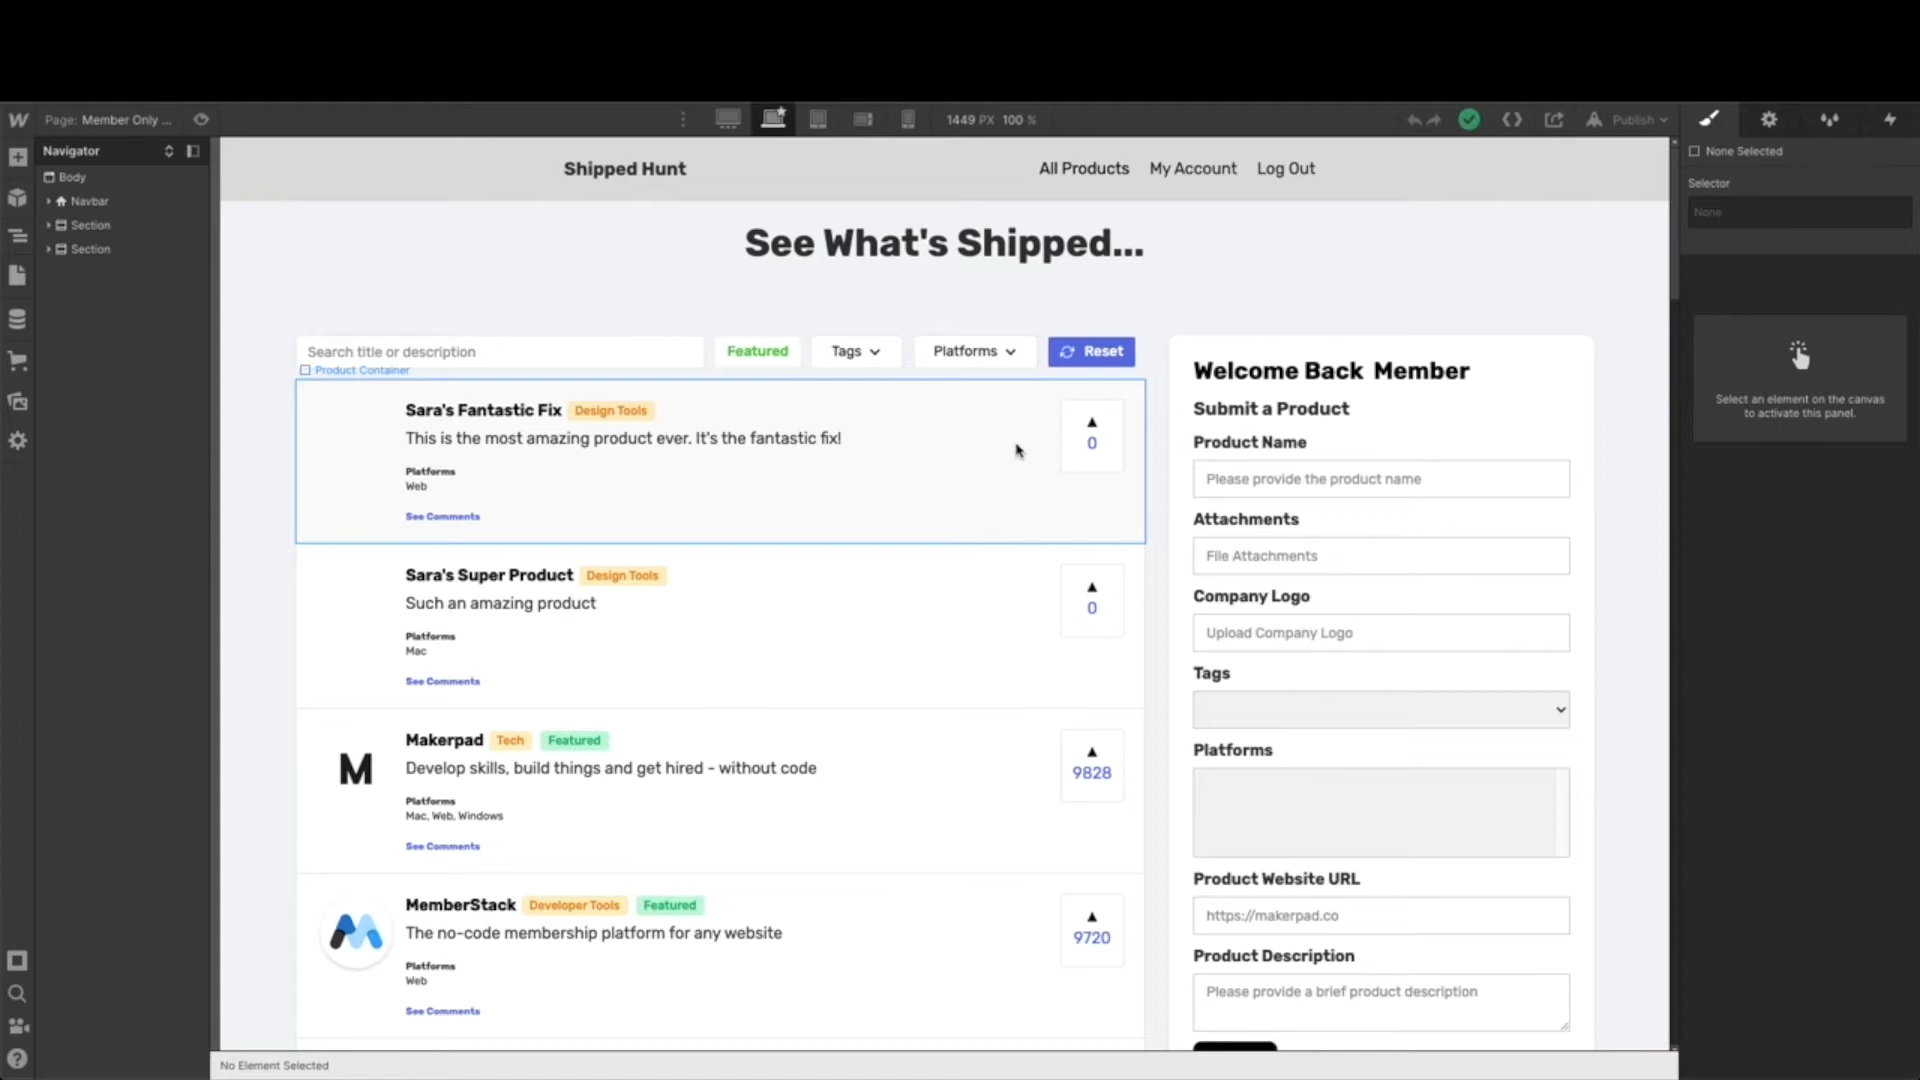 Page: Member Only ...
1449 PX 100 %
Publish
Navigator
Body
Navbar
Section
Section
None Selected
Selector
None
Select an element on the canvas
to activate this panel.
Shipped Hunt
All Products My Account Log Out
See What's Shipped...
Search title or description
Featured
Tags
Platforms
Reset
Product Container
Sara's Fantastic Fix Design Tools
This is the most amazing product ever. It's the fantastic fix!
Platforms
Web
See Comments
0
Sara's Super Product Design Tools
Such an amazing product
Platforms
Mac
See Comments
0
M
Makerpad Tech Featured
Develop skills, build things and get hired - without code
Platforms
Mac, Web, Windows
See Comments
9828
MemberStack Developer Tools Featured
The no-code membership platform for any website
Platforms
Web
See Comments
9720
Welcome Back Member
Submit a Product
Product Name
Please provide the product name
Attachments
File Attachments
Company Logo
Upload Company Logo
Tags
Platforms
Product Website URL
https://makerpad.co
Product Description
Please provide a brief product description
No Element Selected